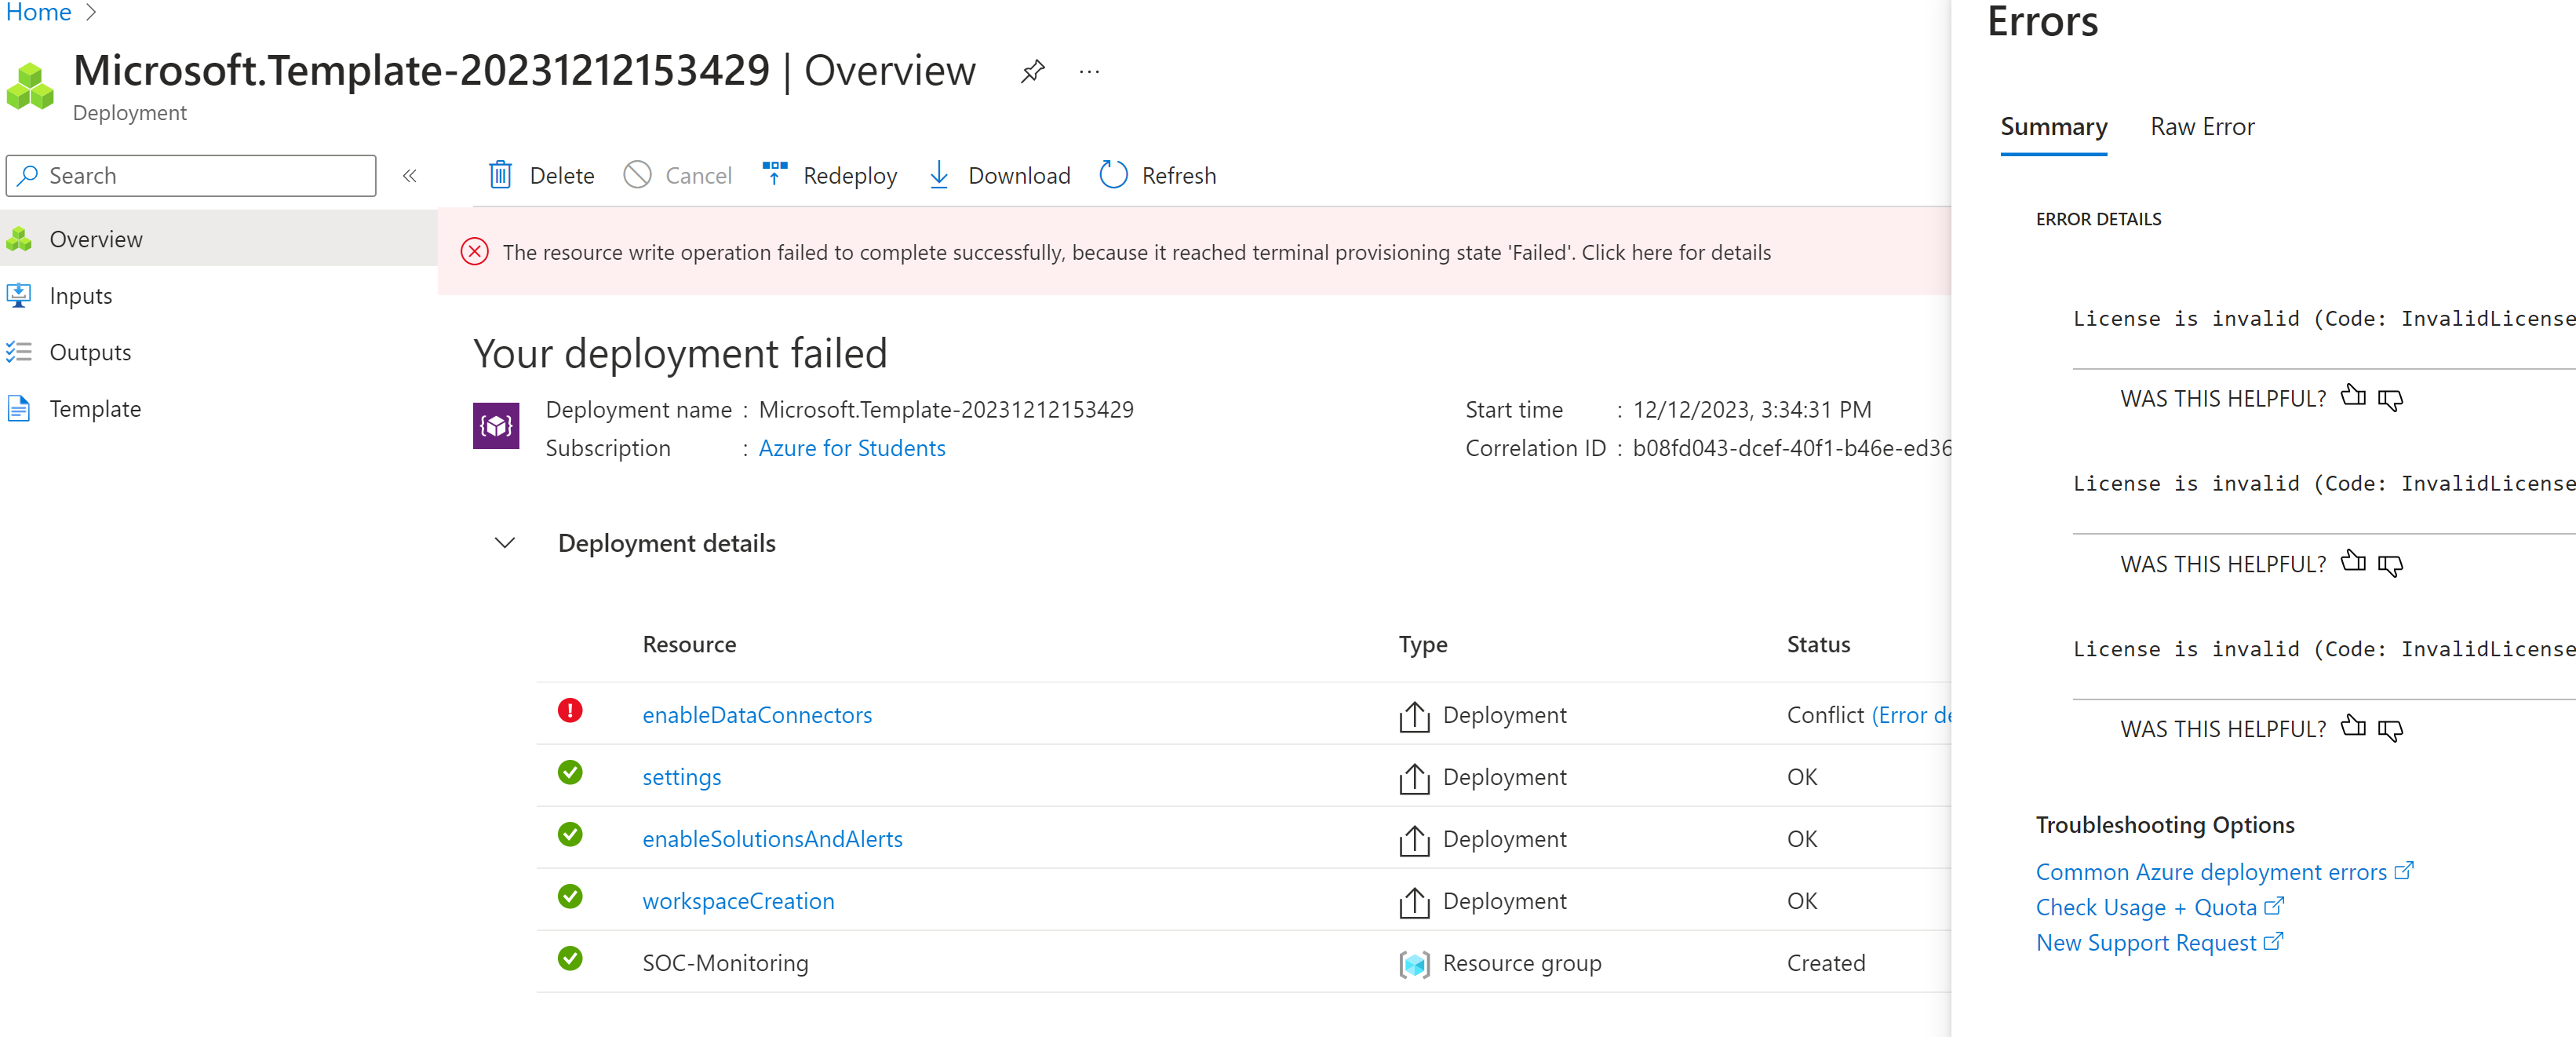 Home
Microsoft.Template-20231212153429 | Overview
Deployment
Search
Overview
Inputs
Outputs
Template
Delete
Cancel
Redeploy
Download
Refresh
The resource write operation failed to complete successfully, because it reached terminal provisioning state 'Failed'. Click here for details
Your deployment failed
Deployment name : Microsoft.Template-20231212153429
Subscription : Azure for Students
Start time : 12/12/2023, 3:34:31 PM
Correlation ID : b08fd043-dcef-40f1-b46e-ed36
Deployment details
Resource Type Status
enableDataConnectors Deployment Conflict (Error de
settings Deployment OK
enableSolutionsAndAlerts Deployment OK
workspaceCreation Deployment OK
SOC-Monitoring Resource group Created
Errors
Summary Raw Error
ERROR DETAILS
License is invalid (Code: InvalidLicense
WAS THIS HELPFUL?
License is invalid (Code: InvalidLicense
WAS THIS HELPFUL?
License is invalid (Code: InvalidLicense
WAS THIS HELPFUL?
Troubleshooting Options
Common Azure deployment errors
Check Usage + Quota
New Support Request